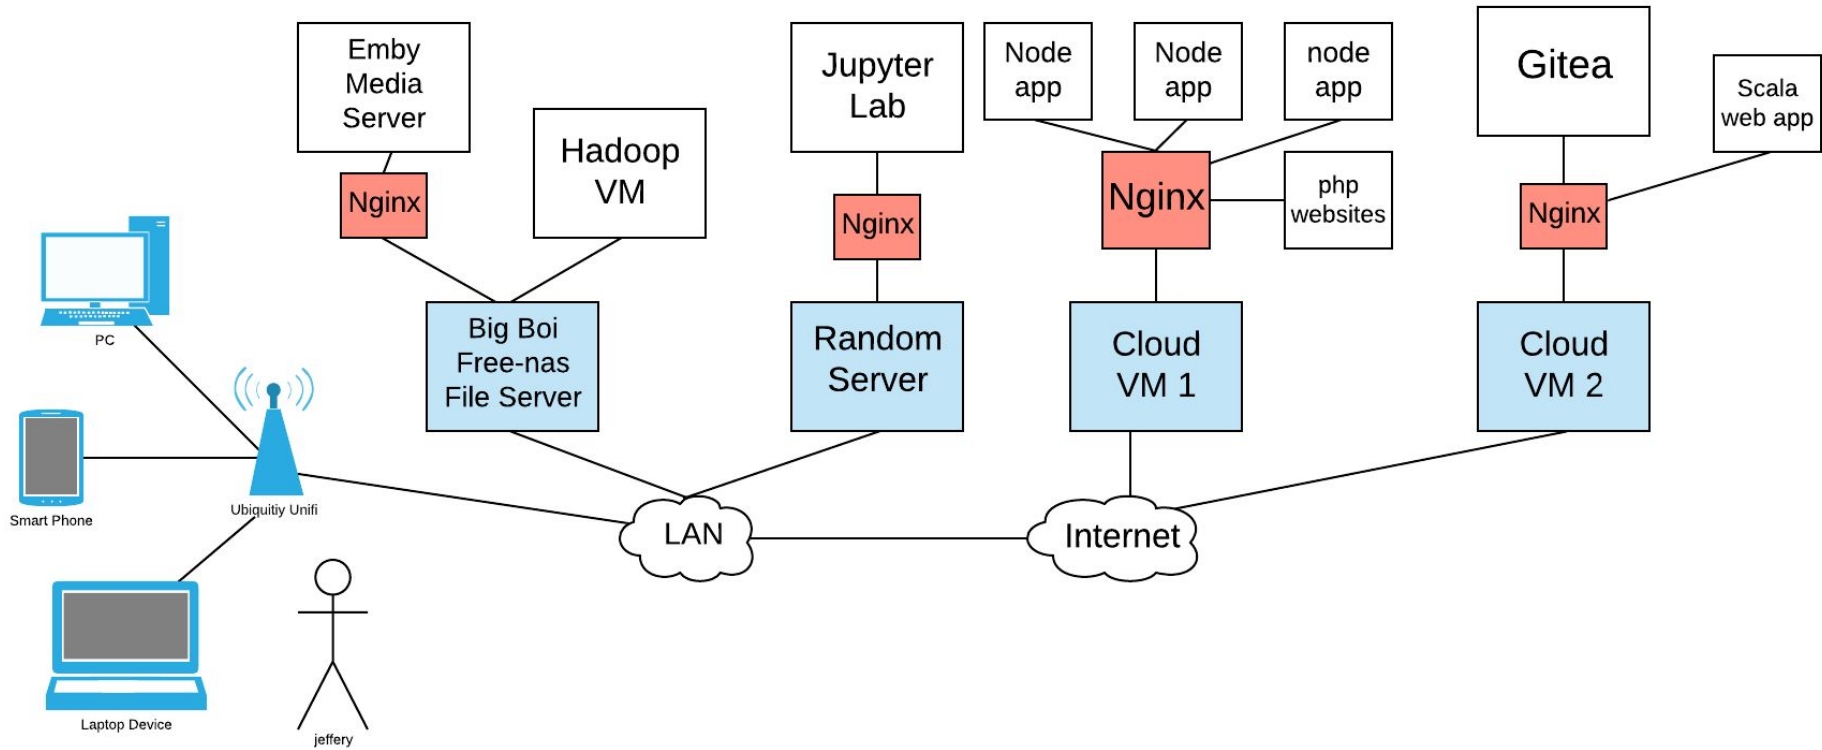 Emby
Media
Server
Hadoop
VM
Nginx
Jupyter
Lab
Nginx
Node
app
Node
app
node
app
Nginx
php
websites
Gitea
Scala
web app
Nginx
PC
Big Boi
Free-nas
File Server
Random
Server
Cloud
VM 1
Cloud
VM 2
Smart Phone
Ubiquitiy Unifi
LAN
Internet
Laptop Device
jeffery